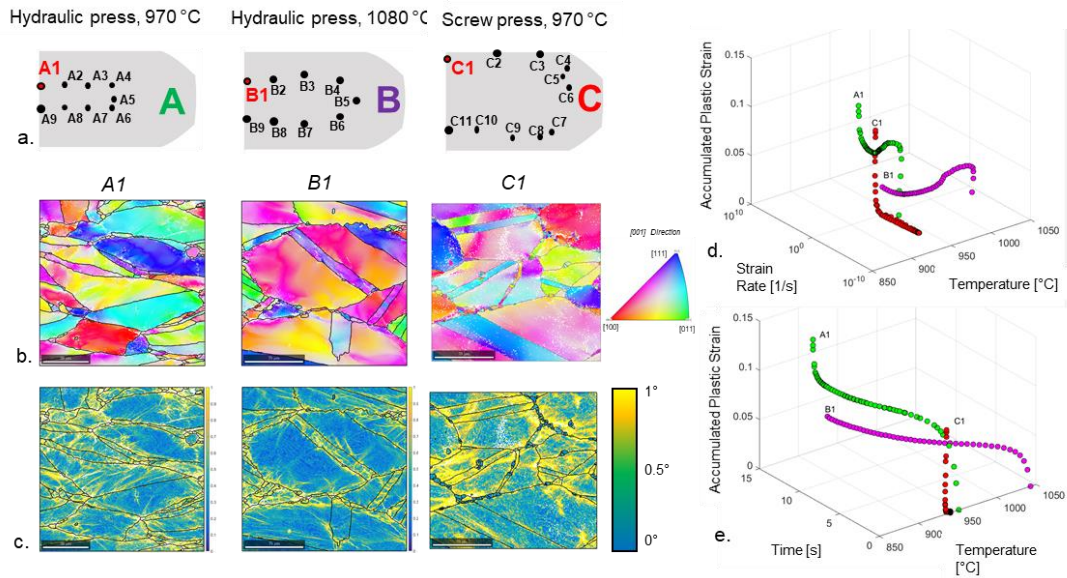 Hydraulic press, 970 °C
Hydraulic press, 1080 °C
Screw press, 970 °C
A1
A2
A3
A4
A5
A6
A7
A8
A9
A
B1
B2
B3
B4
B5
B6
B7
B8
B9
B
C1
C2
C3
C4
C5
C6
C7
C8
C9
C10
C11
C
a.
A1
B1
C1
b.
[001] Direction
[111]
[100]
[011]
c.
1°
0.5°
0°
Accumulated Plastic Strain
0.15
0.1
0.05
0
10^10
10^0
10^-10
Strain
Rate [1/s]
850
900
950
1000
1050
Temperature [°C]
A1
C1
B1
d.
Accumulated Plastic Strain
0.15
0.1
0.05
0
15
10
5
0
Time [s]
850
900
950
1000
1050
Temperature
[°C]
A1
B1
C1
e.